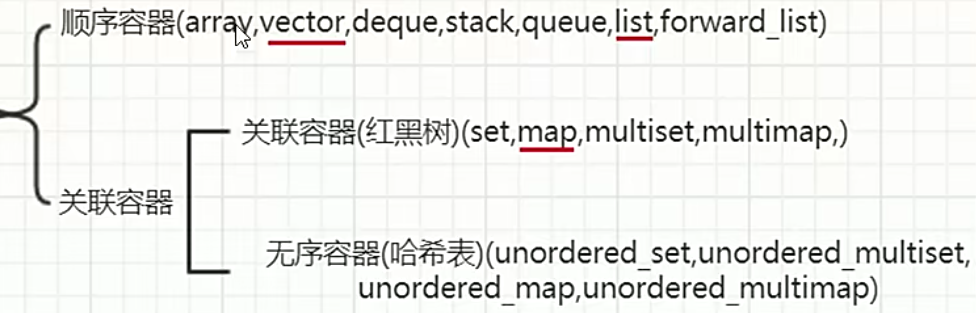 顺序容器(array,vector,deque,stack,queue,list,forward_list)
关联容器(红黑树)(set,map,multiset,multimap,)
关联容器
无序容器(哈希表)(unordered_set,unordered_multiset,
unordered_map,unordered_multimap)